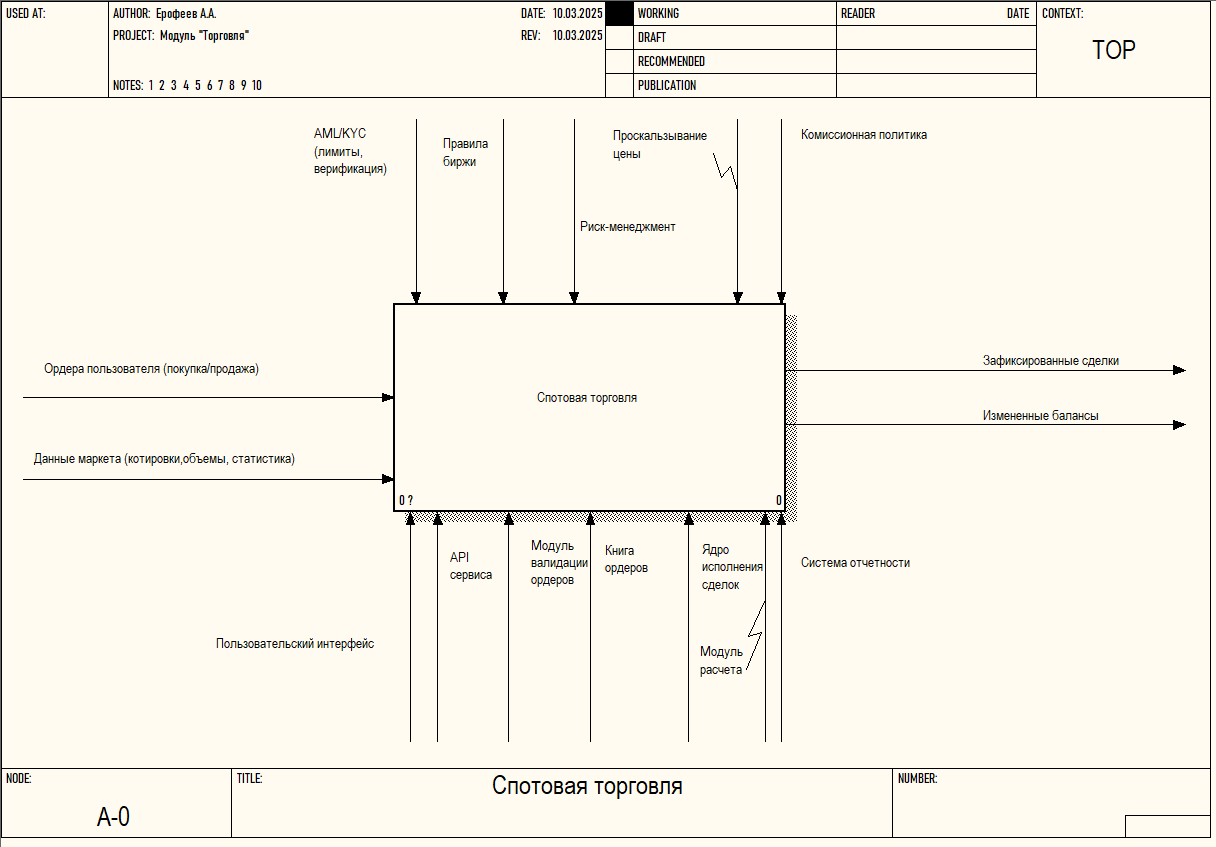 USED AT:
AUTHOR: Ерофеев А.А.
DATE: 10.03.2025
WORKING
READER
DATE
CONTEXT:
PROJECT: Модуль "Торговля"
REV: 10.03.2025
DRAFT
TOP
RECOMMENDED
NOTES: 1 2 3 4 5 6 7 8 9 10
PUBLICATION
AML/KYC
(лимиты,
верификация)
Правила
биржи
Риск-менеджмент
Проскальзывание
цены
Комиссионная политика
Ордера пользователя (покупка/продажа)
Данные маркета (котировки,объемы, статистика)
Спотовая торговля
0 ?
0
Зафиксированные сделки
Измененные балансы
Пользовательский интерфейс
API
сервиса
Модуль
валидации
ордеров
Книга
ордеров
Ядро
исполнения
сделок
Модуль
расчета
Система отчетности
NODE:
A-0
TITLE:
Спотовая торговля
NUMBER: